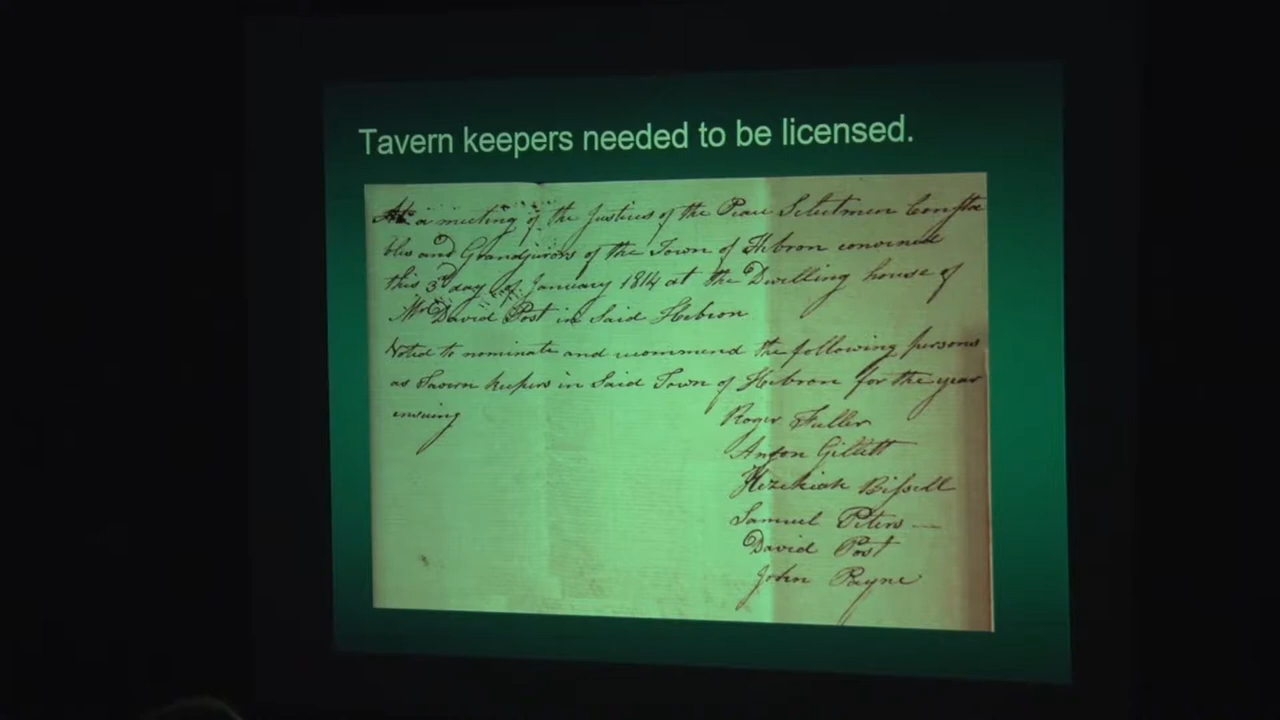 Tavern keepers needed to be licensed.
At a meeting of the Justices of the Peace Selectmen Consta
bles and Grandjurors of the Town of Hebron convened
this 3d day of January 1814 at the Dwelling house of
Mr David Post in Said Hebron
Voted to nominate and recommend the following persons
as Tavern keepers in Said Town of Hebron for the year
ensuing
Roger Fuller
Anson Gillett
Hezekiah Bissell
Samuel Peters
David Post
John Payne